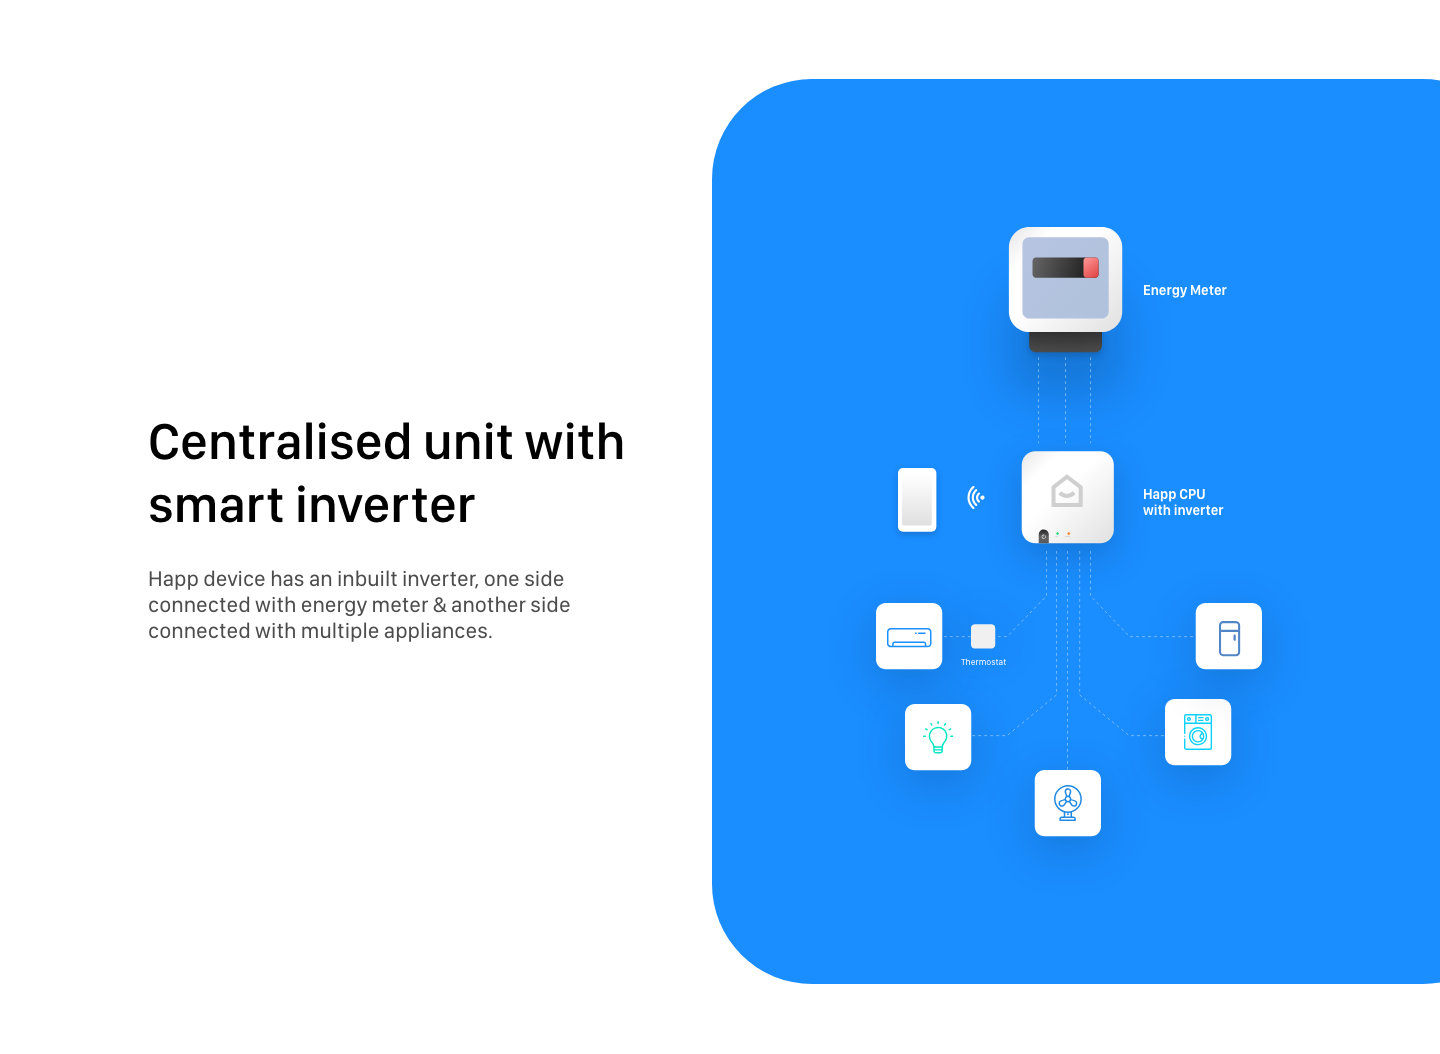 Centralised unit with
smart inverter
Happ device has an inbuilt inverter, one side
connected with energy meter & another side
connected with multiple appliances.
Energy Meter
Happ CPU
with inverter
Thermostat